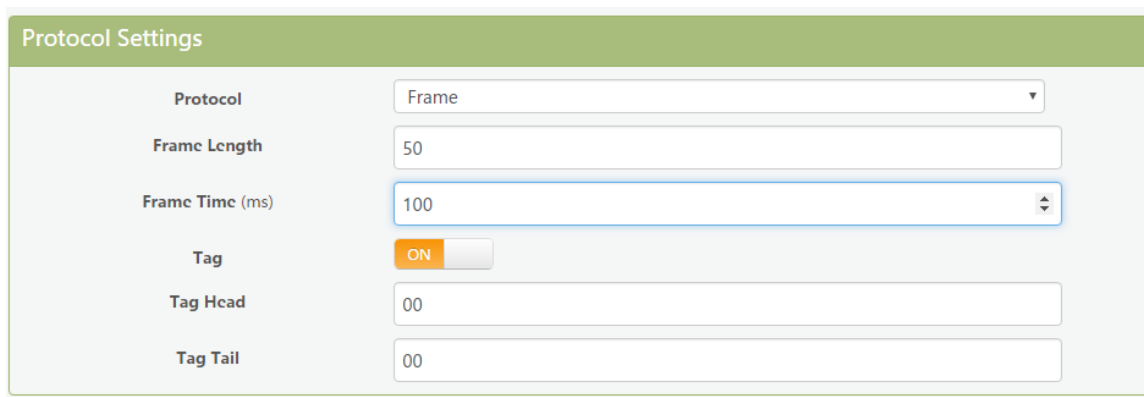 Protocol Settings
Protocol Frame
Frame Length 50
Frame Time (ms) 100
Tag ON
Tag Head 00
Tag Tail 00